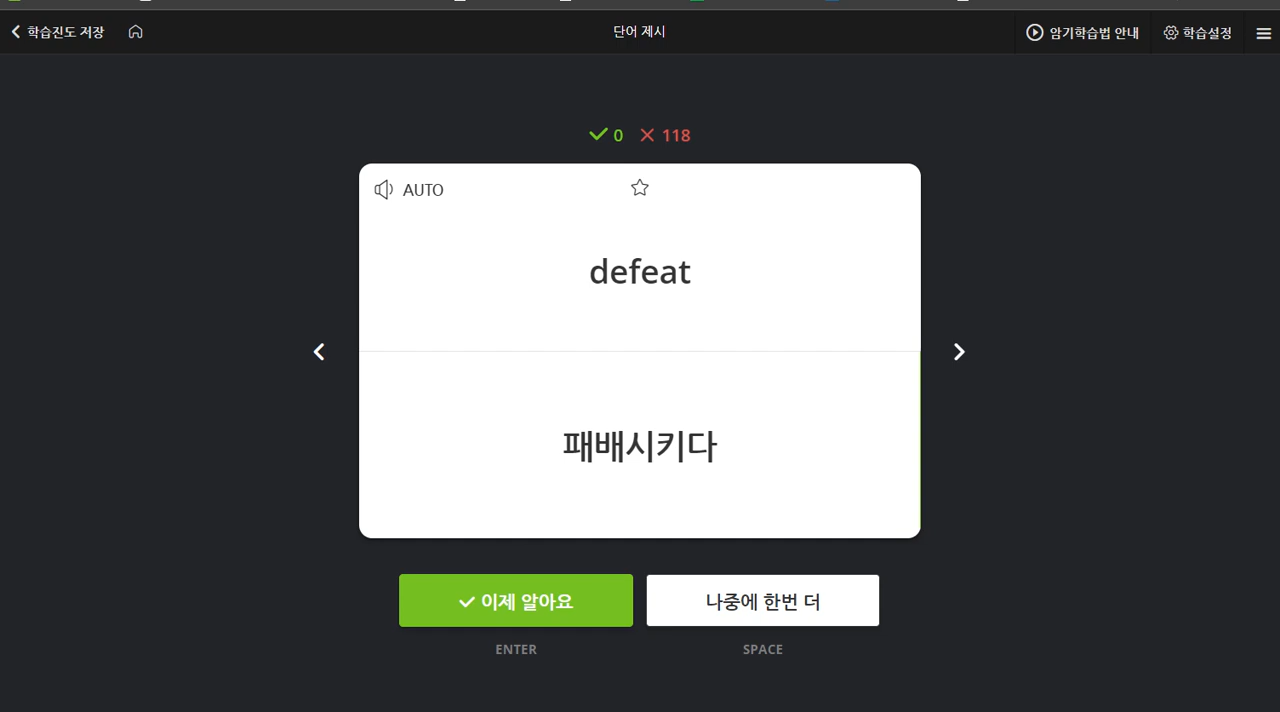 학습진도 저장
단어 제시
암기학습법 안내
학습설정
0
118
AUTO
defeat
패배시키다
이제 알아요
나중에 한번 더
ENTER
SPACE